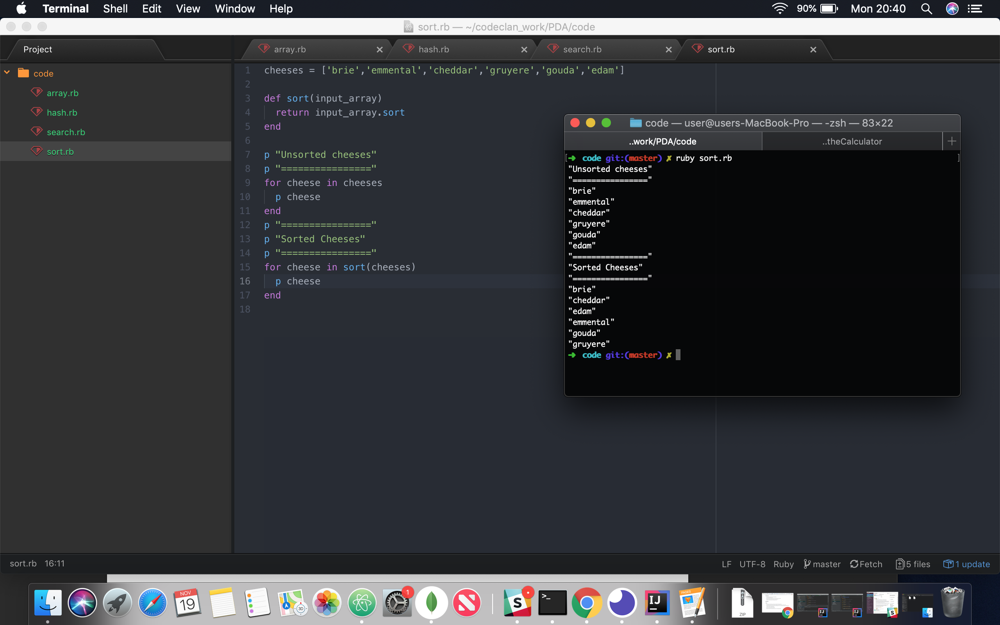 Terminal Shell Edit View Window Help 90% Mon 20:40
sort.rb — ~/codeclan_work/PDA/code
Project
array.rb hash.rb search.rb sort.rb
code
array.rb
hash.rb
search.rb
sort.rb
1 cheeses = ['brie','emmental','cheddar','gruyere','gouda','edam']
2
3 def sort(input_array)
4 return input_array.sort
5 end
6
7 p "Unsorted cheeses"
8 p "================"
9 for cheese in cheeses
10 p cheese
11 end
12 p "================"
13 p "Sorted Cheeses"
14 p "================"
15 for cheese in sort(cheeses)
16 p cheese
17 end
18
code — user@users-MacBook-Pro — -zsh — 83×22
..work/PDA/code ..theCalculator +
[➜ code git:(master) ✗ ruby sort.rb ]
"Unsorted cheeses"
"================"
"brie"
"emmental"
"cheddar"
"gruyere"
"gouda"
"edam"
"================"
"Sorted Cheeses"
"================"
"brie"
"cheddar"
"edam"
"emmental"
"gouda"
"gruyere"
➜ code git:(master) ✗
sort.rb 16:11 LF UTF-8 Ruby master Fetch 5 files 1 update
NOV
19
3D
1
S
>_
IJ
PAGES
ZIP